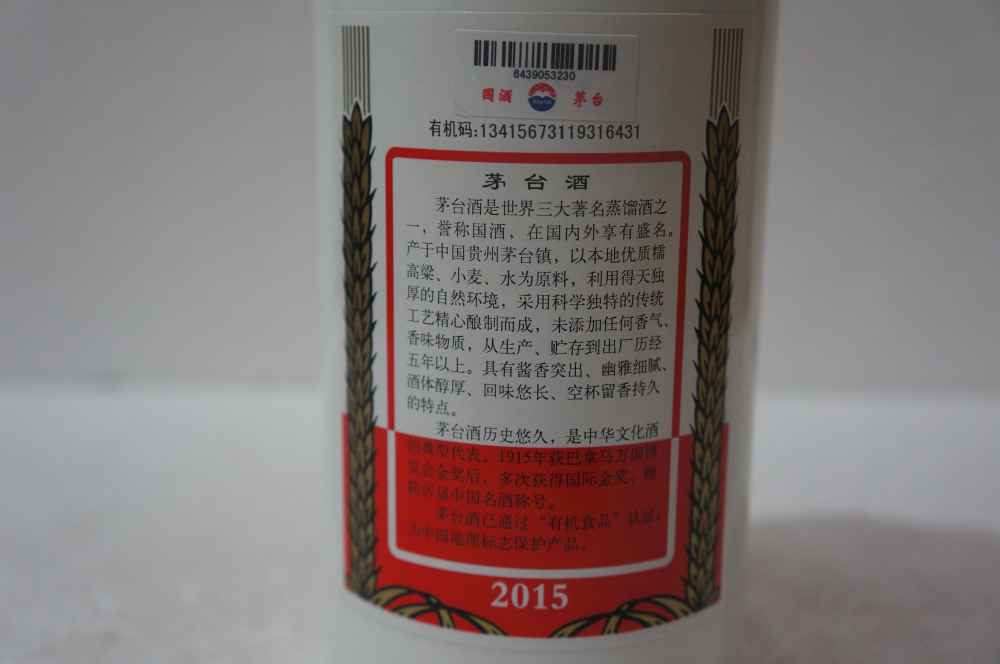 6439053230
国酒 茅台
有机码:13415673119316431
茅台酒
茅台酒是世界三大著名蒸馏酒之
一，誉称国酒，在国内外享有盛名。
产于中国贵州茅台镇，以本地优质糯
高粱、小麦、水为原料，利用得天独
厚的自然环境，采用科学独特的传统
工艺精心酿制而成，未添加任何香气、
香味物质，从生产、贮存到出厂历经
五年以上。具有酱香突出、幽雅细腻、
酒体醇厚、回味悠长、空杯留香持久
的特点。
茅台酒历史悠久，是中华文化酒
的典型代表，1915年获巴拿马万国博
览会金奖后，多次获得国际金奖，蝉
联历届中国名酒称号。
茅台酒已通过“有机食品”认证，
为中国地理标志保护产品。
2015